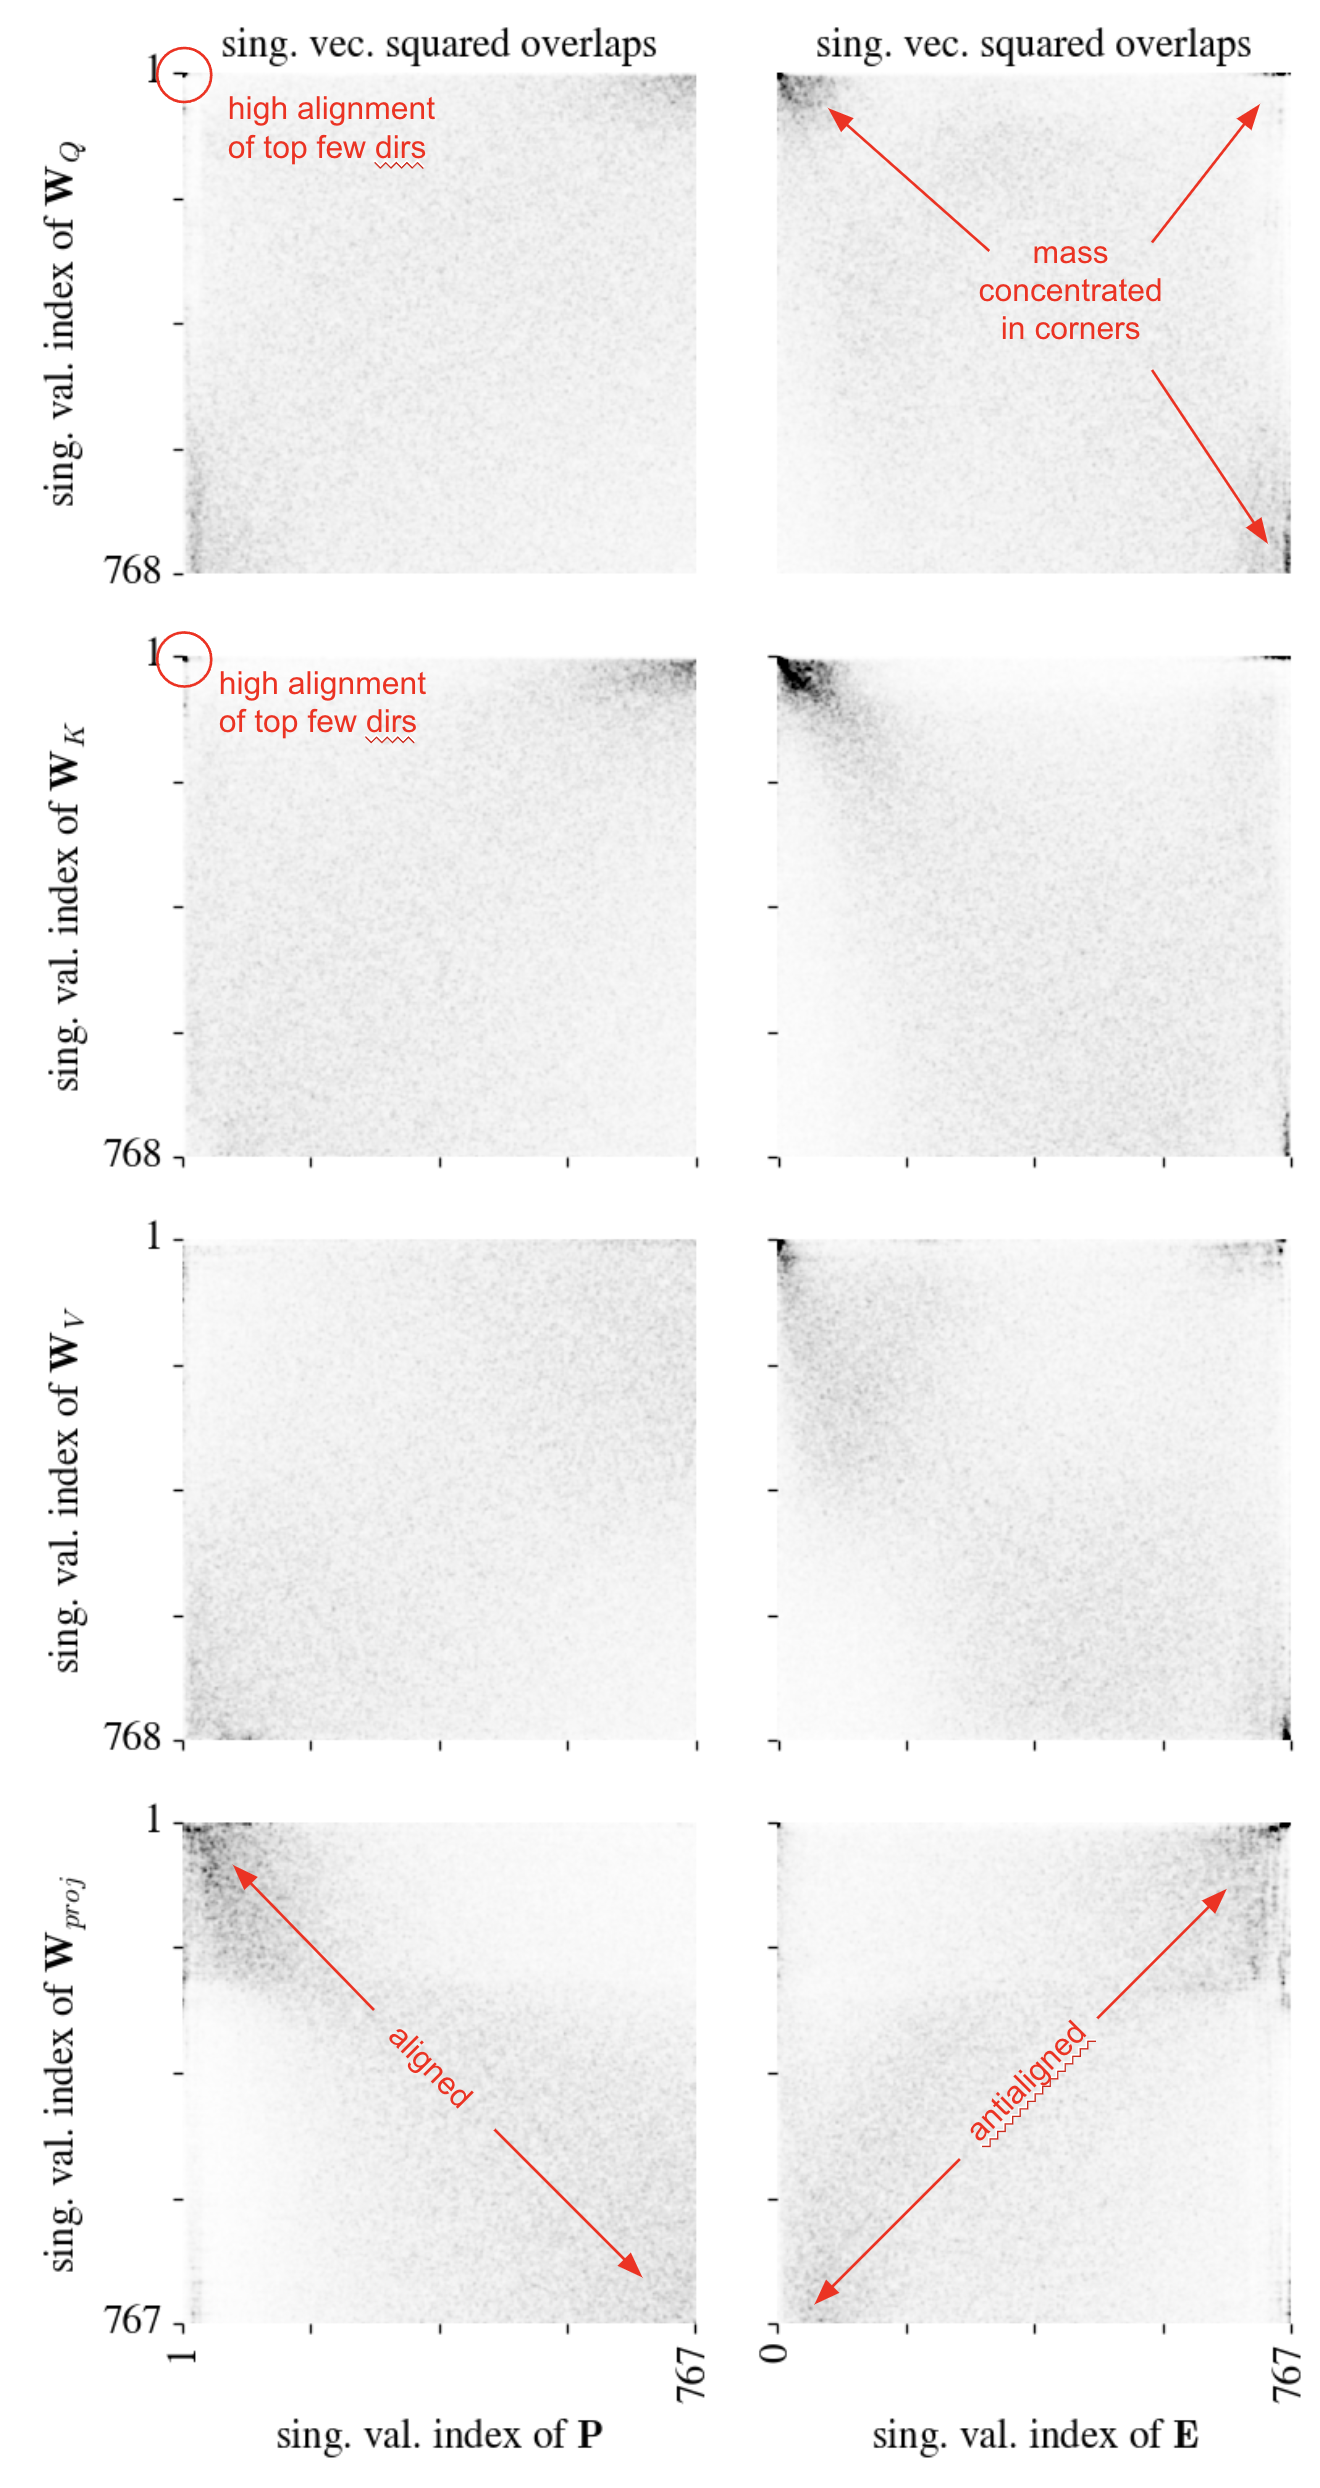 sing. vec. squared overlaps
sing. vec. squared overlaps
1
high alignment
of top few dirs
mass
concentrated
in corners
sing. val. index of W_Q
768
1
high alignment
of top few dirs
sing. val. index of W_K
768
1
sing. val. index of W_V
768
1
aligned
antialigned
sing. val. index of W_proj
767
1
767
0
767
sing. val. index of P
sing. val. index of E